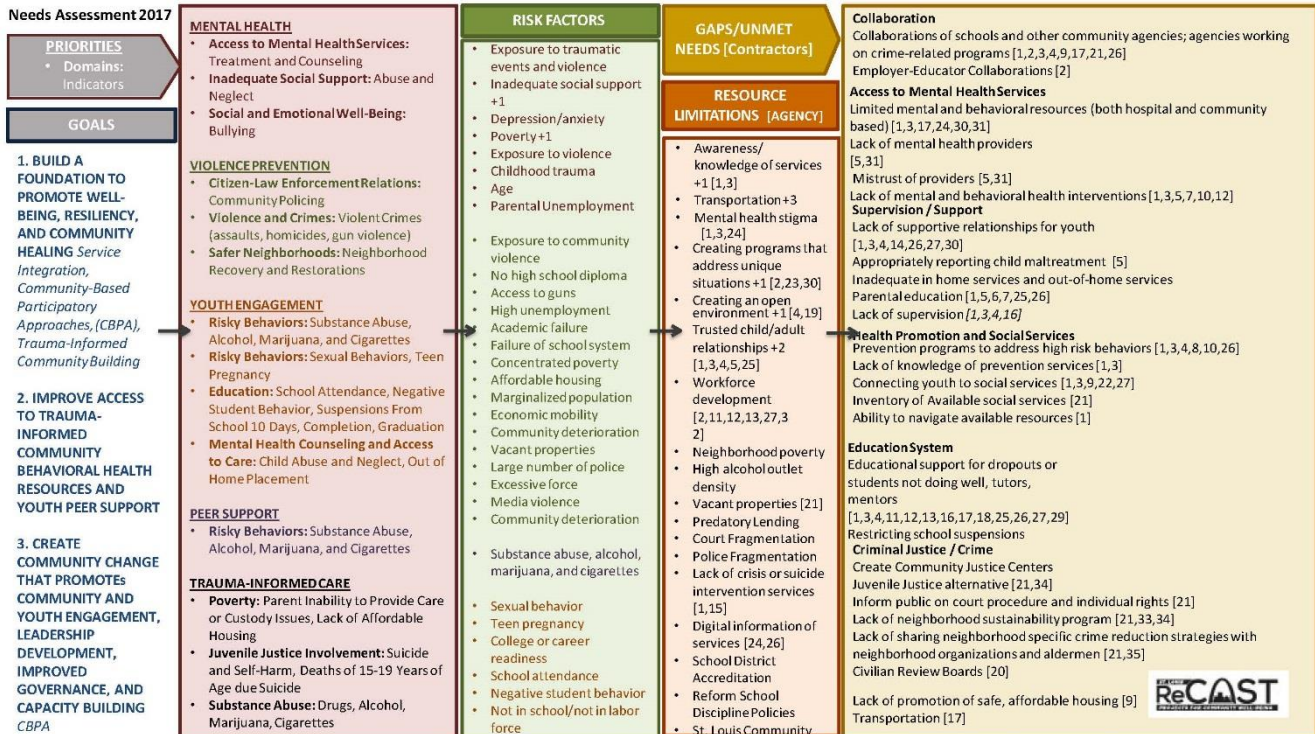 Needs Assessment 2017
PRIORITIES
• Domains:
Indicators
GOALS
1. BUILD A
FOUNDATION TO
PROMOTE WELL-
BEING, RESILIENCY,
AND COMMUNITY
HEALING Service
Integration,
Community-Based
Participatory
Approaches, (CBPA),
Trauma-Informed
Community Building
2. IMPROVE ACCESS
TO TRAUMA-
INFORMED
COMMUNITY
BEHAVIORAL HEALTH
RESOURCES AND
YOUTH PEER SUPPORT
3. CREATE
COMMUNITY CHANGE
THAT PROMOTEs
COMMUNITY AND
YOUTH ENGAGEMENT,
LEADERSHIP
DEVELOPMENT,
IMPROVED
GOVERNANCE, AND
CAPACITY BUILDING
CBPA
MENTAL HEALTH
• Access to Mental Health Services:
Treatment and Counseling
• Inadequate Social Support: Abuse and
Neglect
• Social and Emotional Well-Being:
Bullying
VIOLENCE PREVENTION
• Citizen-Law Enforcement Relations:
Community Policing
• Violence and Crimes: Violent Crimes
(assaults, homicides, gun violence)
• Safer Neighborhoods: Neighborhood
Recovery and Restorations
YOUTH ENGAGEMENT
• Risky Behaviors: Substance Abuse,
Alcohol, Marijuana, and Cigarettes
• Risky Behaviors: Sexual Behaviors, Teen
Pregnancy
• Education: School Attendance, Negative
Student Behavior, Suspensions From
School 10 Days, Completion, Graduation
• Mental Health Counseling and Access
to Care: Child Abuse and Neglect, Out of
Home Placement
PEER SUPPORT
• Risky Behaviors: Substance Abuse,
Alcohol, Marijuana, and Cigarettes
TRAUMA-INFORMED CARE
• Poverty: Parent Inability to Provide Care
or Custody Issues, Lack of Affordable
Housing
• Juvenile Justice Involvement: Suicide
and Self-Harm, Deaths of 15-19 Years of
Age due Suicide
• Substance Abuse: Drugs, Alcohol,
Marijuana, Cigarettes
RISK FACTORS
• Exposure to traumatic
events and violence
• Inadequate social support
+1
• Depression/anxiety
• Poverty +1
• Exposure to violence
• Childhood trauma
• Age
• Parental Unemployment
• Exposure to community
violence
• No high school diploma
• Access to guns
• High unemployment
• Academic failure
• Failure of school system
• Concentrated poverty
• Affordable housing
• Marginalized population
• Economic mobility
• Community deterioration
• Vacant properties
• Large number of police
• Excessive force
• Media violence
• Community deterioration
• Substance abuse, alcohol,
marijuana, and cigarettes
• Sexual behavior
• Teen pregnancy
• College or career
readiness
• School attendance
• Negative student behavior
• Not in school/not in labor
force
GAPS/UNMET
NEEDS [Contractors]
RESOURCE
LIMITATIONS [AGENCY]
• Awareness/
knowledge of services
+1 [1,3]
• Transportation +3
• Mental health stigma
[1,3,24]
• Creating programs that
address unique
situations +1 [2,23,30]
• Creating an open
environment +1 [4,19]
• Trusted child/adult
relationships +2
[1,3,4,5,25]
• Workforce
development
[2,11,12,13,27,3
2]
• Neighborhood poverty
• High alcohol outlet
density
• Vacant properties [21]
• Predatory Lending
• Court Fragmentation
• Police Fragmentation
• Lack of crisis or suicide
intervention services
[1,15]
• Digital information of
services [24,26]
• School District
Accreditation
• Reform School
Discipline Policies
• St. Louis Community
Collaboration
Collaborations of schools and other community agencies; agencies working
on crime-related programs [1,2,3,4,9,17,21,26]
Employer-Educator Collaborations [2]
Access to Mental Health Services
Limited mental and behavioral resources (both hospital and community
based) [1,3,17,24,30,31]
Lack of mental health providers
[5,31]
Mistrust of providers [5,31]
Lack of mental and behavioral health interventions [1,3,5,7,10,12]
Supervision / Support
Lack of supportive relationships for youth
[1,3,4,14,26,27,30]
Appropriately reporting child maltreatment [5]
Inadequate in home services and out-of-home services
Parental education [1,5,6,7,25,26]
Lack of supervision [1,3,4,16]
Health Promotion and Social Services
Prevention programs to address high risk behaviors [1,3,4,8,10,26]
Lack of knowledge of prevention services [1,3]
Connecting youth to social services [1,3,9,22,27]
Inventory of Available social services [21]
Ability to navigate available resources [1]
Education System
Educational support for dropouts or
students not doing well, tutors,
mentors
[1,3,4,11,12,13,16,17,18,25,26,27,29]
Restricting school suspensions
Criminal Justice / Crime
Create Community Justice Centers
Juvenile Justice alternative [21,34]
Inform public on court procedure and individual rights [21]
Lack of neighborhood sustainability program [21,33,34]
Lack of sharing neighborhood specific crime reduction strategies with
neighborhood organizations and aldermen [21,35]
Civilian Review Boards [20]
Lack of promotion of safe, affordable housing [9]
Transportation [17]
ReCAST